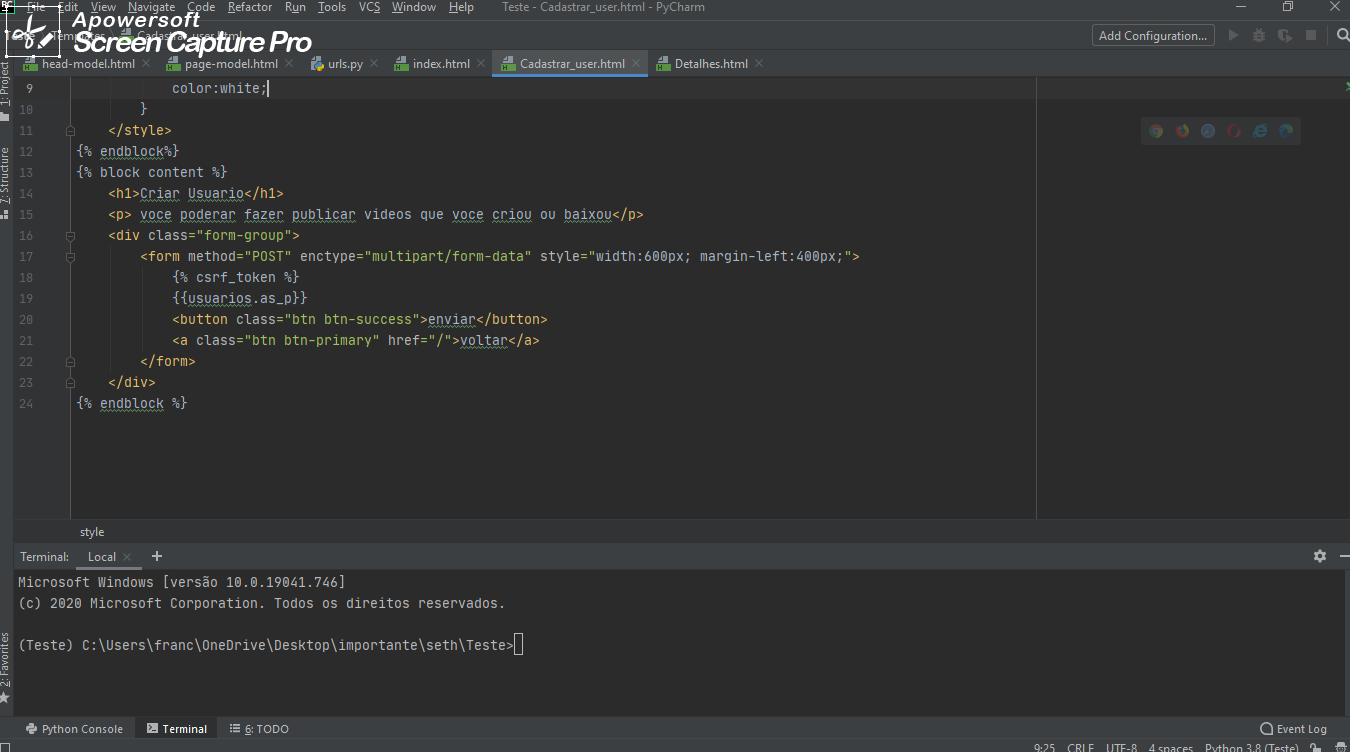 File Edit View Navigate Code Refactor Run Tools VCS Window Help Teste - Cadastrar_user.html - PyCharm
Apowersoft
Screen Capture Pro
Teste Templates Cadastrar_user.html
Add Configuration...
head-model.html page-model.html urls.py index.html Cadastrar_user.html Detalhes.html
1: Project
7: Structure
2: Favorites
9 color:white;
10 }
11 </style>
12 {% endblock%}
13 {% block content %}
14 <h1>Criar Usuario</h1>
15 <p> voce poderar fazer publicar videos que voce criou ou baixou</p>
16 <div class="form-group">
17 <form method="POST" enctype="multipart/form-data" style="width:600px; margin-left:400px;">
18 {% csrf_token %}
19 {{usuarios.as_p}}
20 <button class="btn btn-success">enviar</button>
21 <a class="btn btn-primary" href="/">voltar</a>
22 </form>
23 </div>
24 {% endblock %}
style
Terminal: Local +
Microsoft Windows [versão 10.0.19041.746]
(c) 2020 Microsoft Corporation. Todos os direitos reservados.
(Teste) C:\Users\franc\OneDrive\Desktop\importante\seth\Teste>
Python Console Terminal 6: TODO Event Log
9:25 CRLF UTF-8 4 spaces Python 3.8 (Teste)